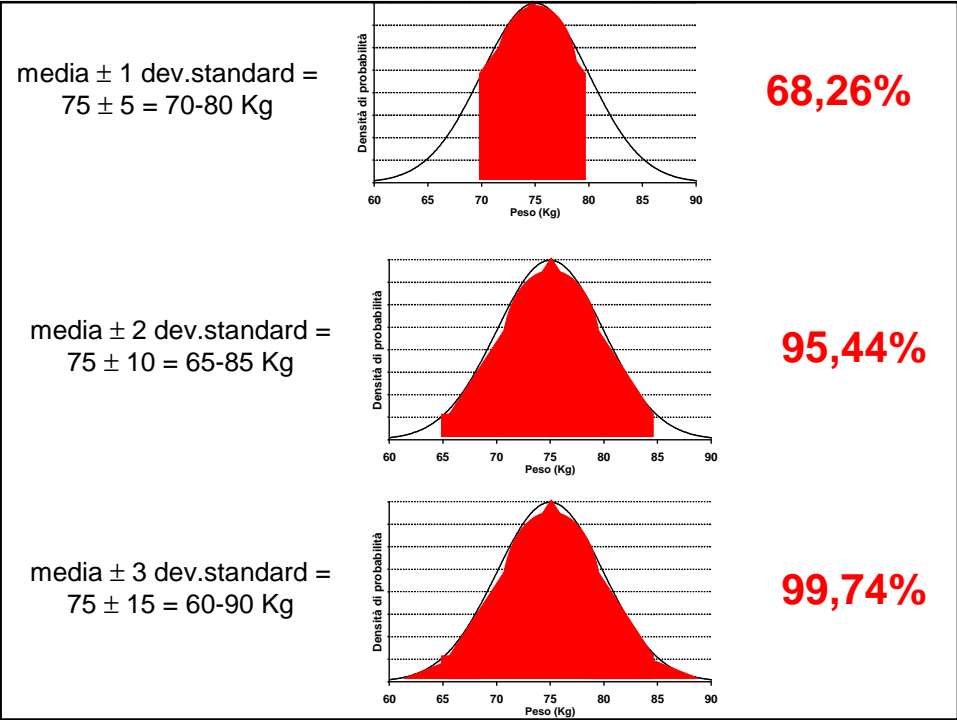 media ± 1 dev.standard =
75 ± 5 = 70-80 Kg
Densità di probabilità
60 65 70 75 80 85 90
Peso (Kg)
68,26%
media ± 2 dev.standard =
75 ± 10 = 65-85 Kg
Densità di probabilità
60 65 70 75 80 85 90
Peso (Kg)
95,44%
media ± 3 dev.standard =
75 ± 15 = 60-90 Kg
Densità di probabilità
60 65 70 75 80 85 90
Peso (Kg)
99,74%